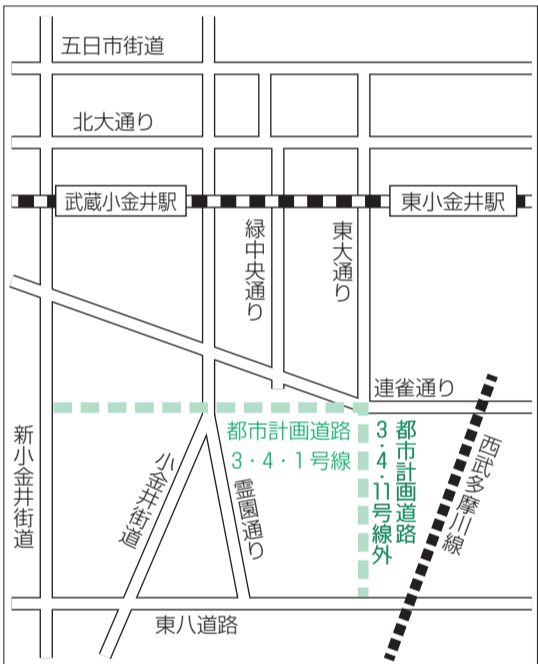 五日市街道
北大通り
武蔵小金井駅
東小金井駅
緑中央通り
東大通り
連雀通り
都市計画道路
3・4・1号線
都市計画道路
3・4・11号線外
西武多摩川線
新小金井街道
小金井街道
霊園通り
東八道路